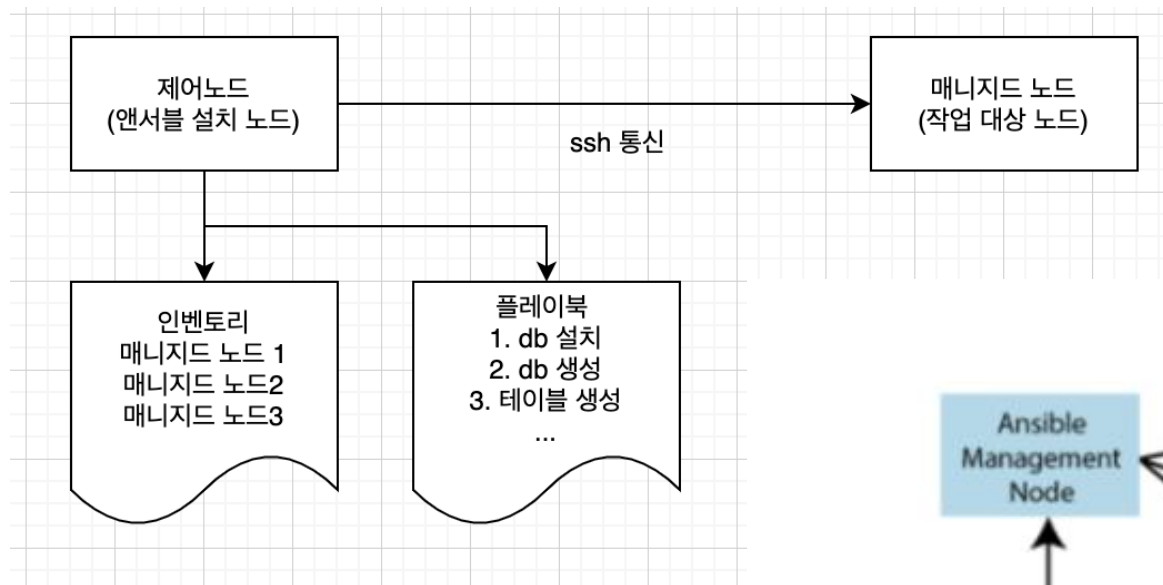 제어노드
(앤서블 설치 노드)
매니지드 노드
(작업 대상 노드)
ssh 통신
인벤토리
매니지드 노드 1
매니지드 노드2
매니지드 노드3
플레이북
1. db 설치
2. db 생성
3. 테이블 생성
...
Ansible
Management
Node